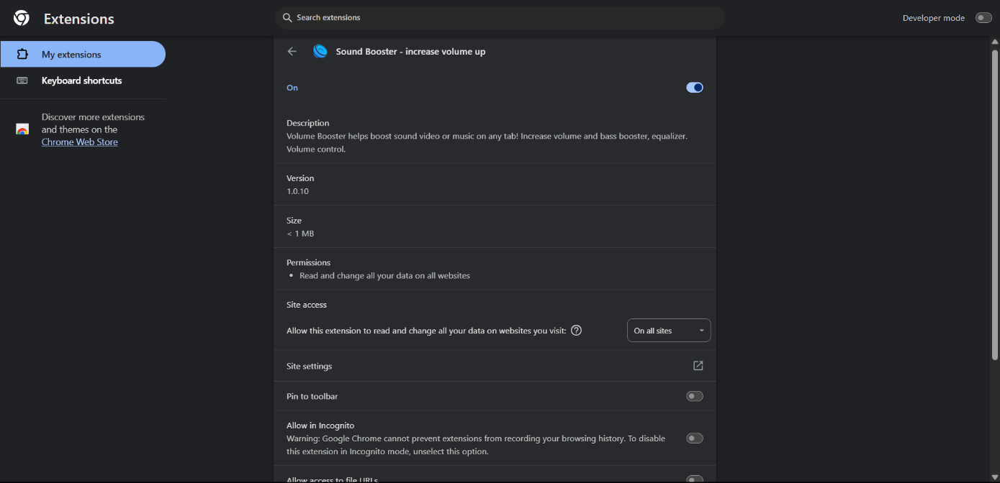 Extensions
Search extensions
Developer mode
My extensions
Keyboard shortcuts
Discover more extensions
and themes on the
Chrome Web Store
Sound Booster - increase volume up
On
Description
Volume Booster helps boost sound video or music on any tab! Increase volume and bass booster, equalizer.
Volume control.
Version
1.0.10
Size
< 1 MB
Permissions
• Read and change all your data on all websites
Site access
Allow this extension to read and change all your data on websites you visit: ?
On all sites
Site settings
Pin to toolbar
Allow in Incognito
Warning: Google Chrome cannot prevent extensions from recording your browsing history. To disable
this extension in Incognito mode, unselect this option.
Allow access to file URLs